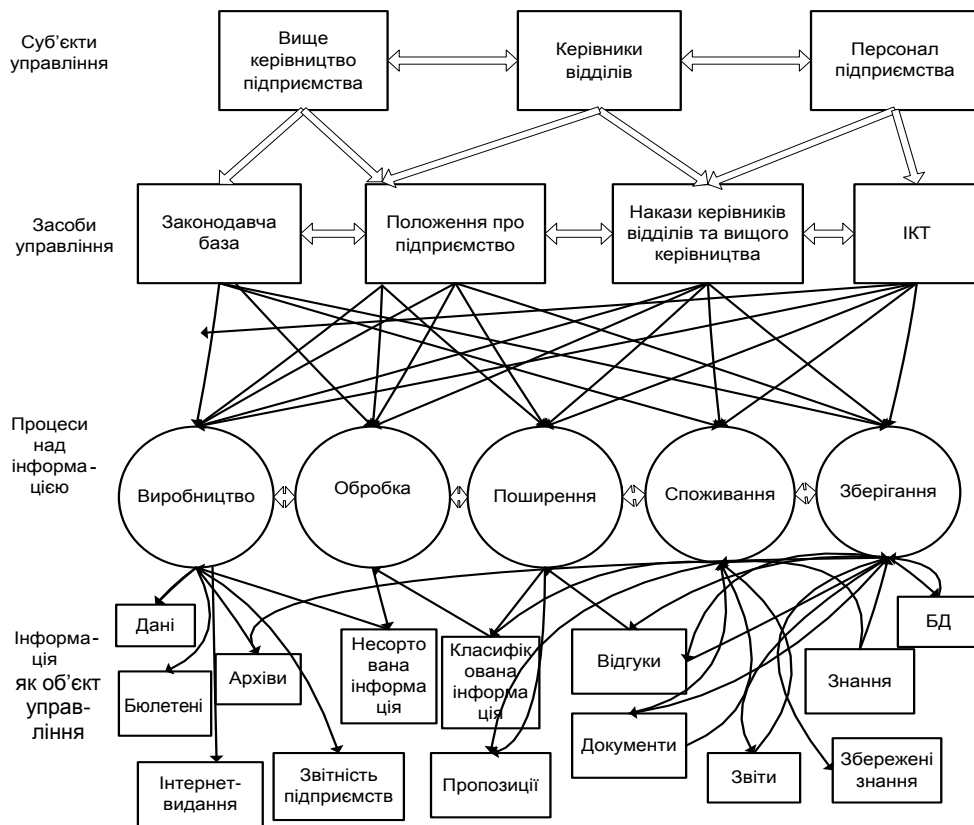 Суб’єкти
управління
Вище
керівництво
підприємства
Керівники
відділів
Персонал
підприємства
Засоби
управління
Законодавча
база
Положення про
підприємство
Накази керівників
відділів та вищого
керівництва
ІКТ
Процеси
над
інформа-
цією
Виробництво
Обробка
Поширення
Споживання
Зберігання
Інформа-
ція
як об’єкт
управ-
ління
Дані
Бюлетені
Архіви
Несорто
вана
інформа
ція
Класифік
ована
інформа
ція
Відгуки
Знання
БД
Інтернет-
видання
Звітність
підприємств
Пропозиції
Документи
Звіти
Збережені
знання